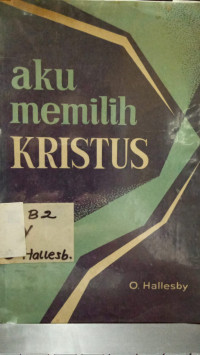 aku
memilih
KRISTUS
B2
Hallesb.
O. Hallesby